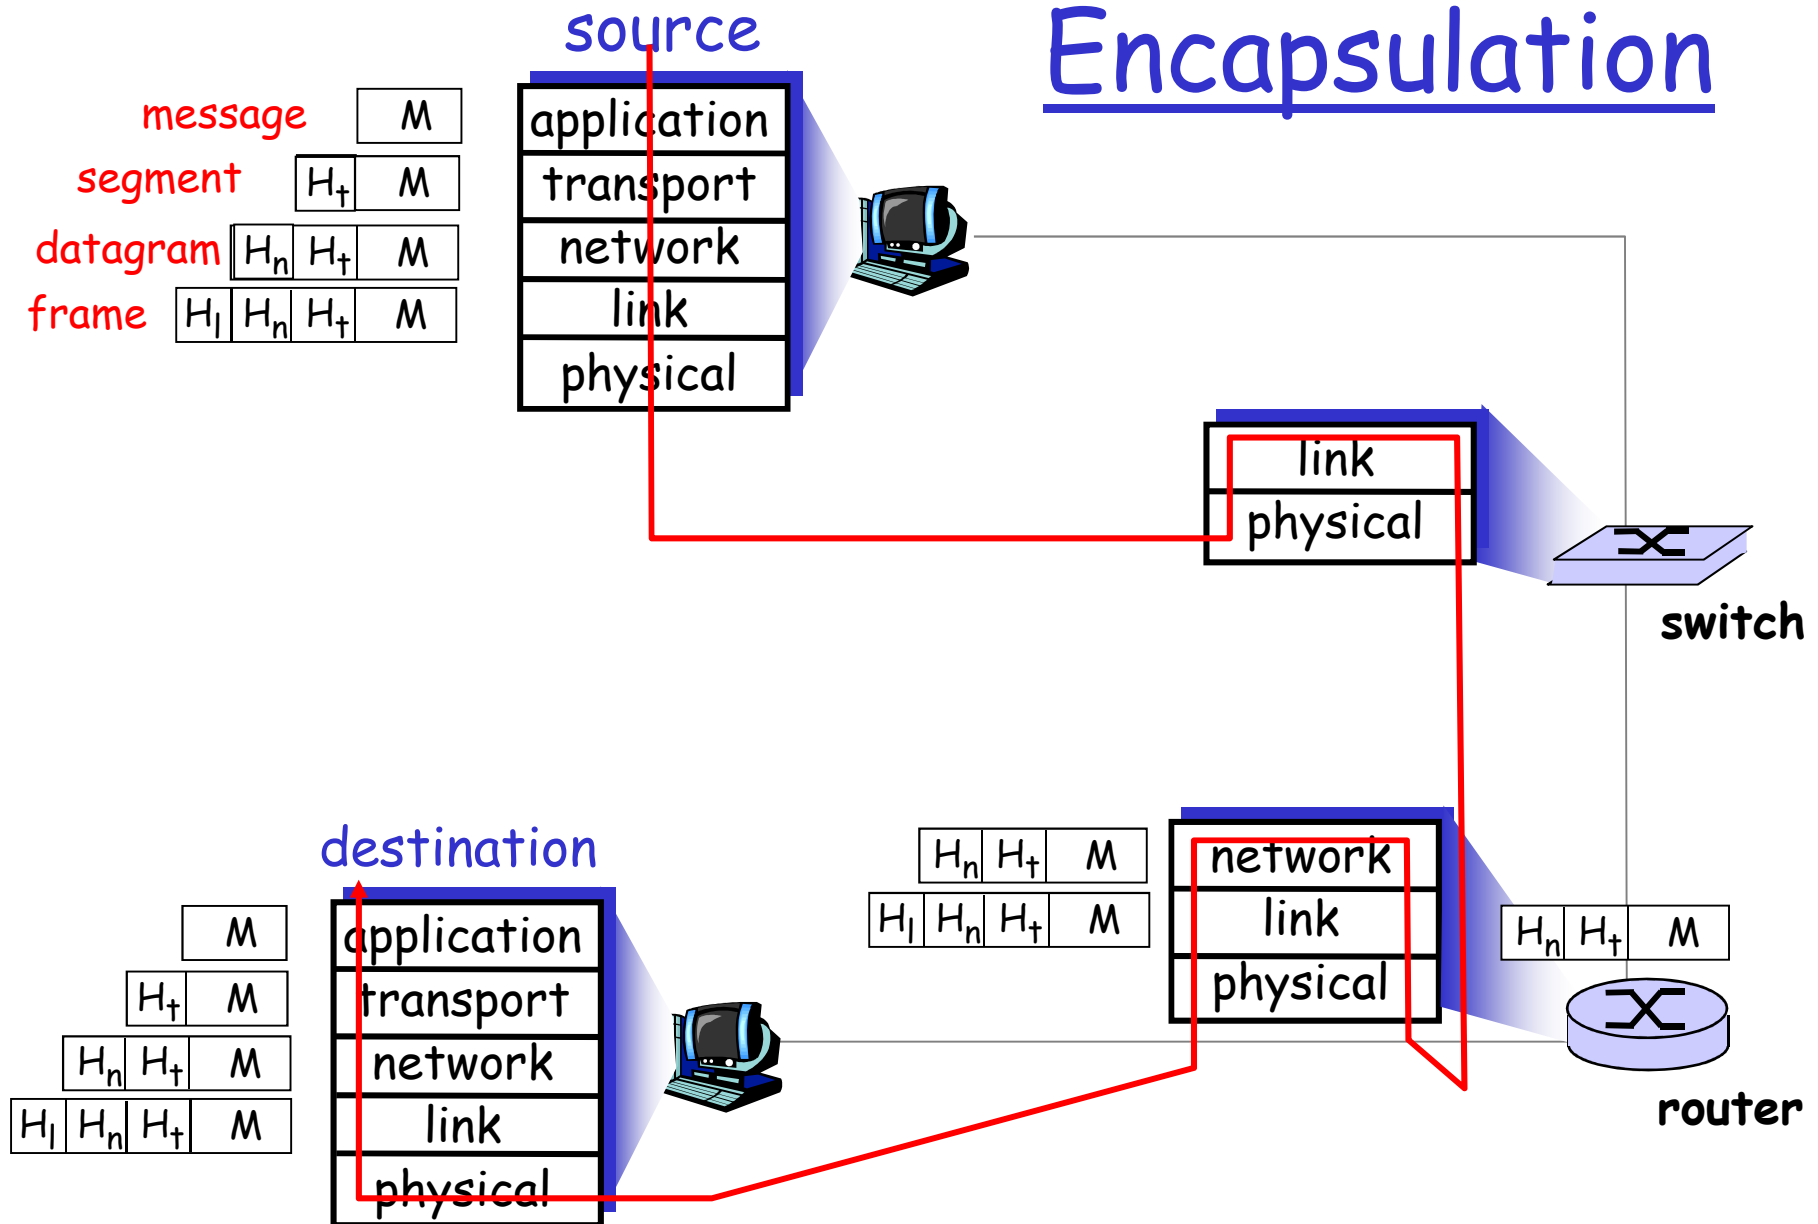 Encapsulation
source
message M
segment Ht M
datagram Hn Ht M
frame Hl Hn Ht M
application
transport
network
link
physical
link
physical
switch
Hn Ht M
Hl Hn Ht M
network
link
physical
Hn Ht M
router
destination
M
Ht M
Hn Ht M
Hl Hn Ht M
application
transport
network
link
physical